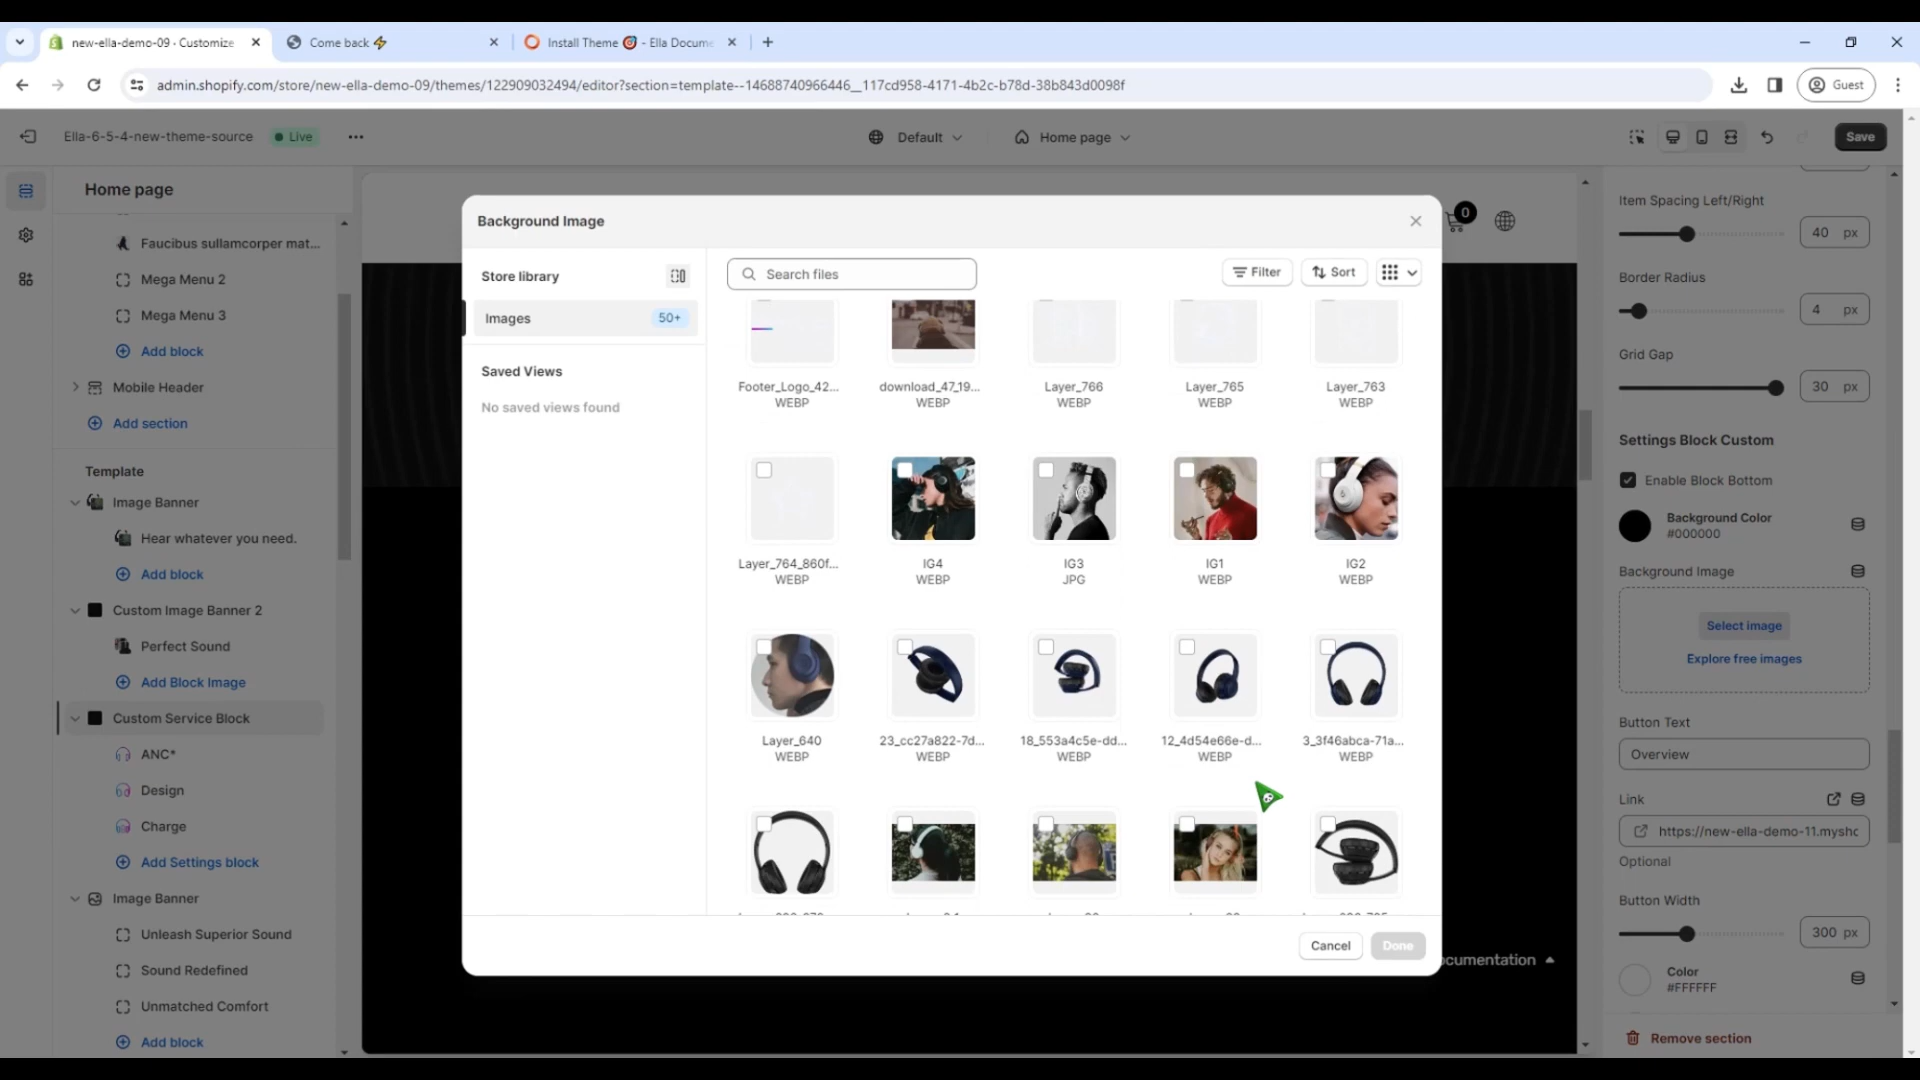 new-ella-demo-09 - Customize
Come back ⚡
Install Theme 🎯 - Ella Docume
admin.shopify.com/store/new-ella-demo-09/themes/122909032494/editor?section=template--14688740966446__117cd958-4171-4b2c-b78d-38b843d0098f
Guest
Ella-6-5-4-new-theme-source
Live
Default
Home page
Save
Home page
Faucibus sullamcorper mat...
Mega Menu 2
Mega Menu 3
Add block
Mobile Header
Add section
Template
Image Banner
Hear whatever you need.
Add block
Custom Image Banner 2
Perfect Sound
Add Block Image
Custom Service Block
ANC*
Design
Charge
Add Settings block
Image Banner
Unleash Superior Sound
Sound Redefined
Unmatched Comfort
Add block
0
Background Image
Store library
Images 50+
Saved Views
No saved views found
Search files
Filter
Sort
Footer_Logo_42...
WEBP
download_47_19...
WEBP
Layer_766
WEBP
Layer_765
WEBP
Layer_763
WEBP
Layer_764_860f...
WEBP
IG4
WEBP
IG3
JPG
IG1
WEBP
IG2
WEBP
Layer_640
WEBP
23_cc27a822-7d...
WEBP
18_553a4c5e-dd...
WEBP
12_4d54e66e-d...
WEBP
3_3f46abca-71a...
WEBP
Cancel
Done
ocumentation
Item Spacing Left/Right
40 px
Border Radius
4 px
Grid Gap
30 px
Settings Block Custom
Enable Block Bottom
Background Color
#000000
Background Image
Select image
Explore free images
Button Text
Overview
Link
https://new-ella-demo-11.mysho
Optional
Button Width
300 px
Color
#FFFFFF
Remove section